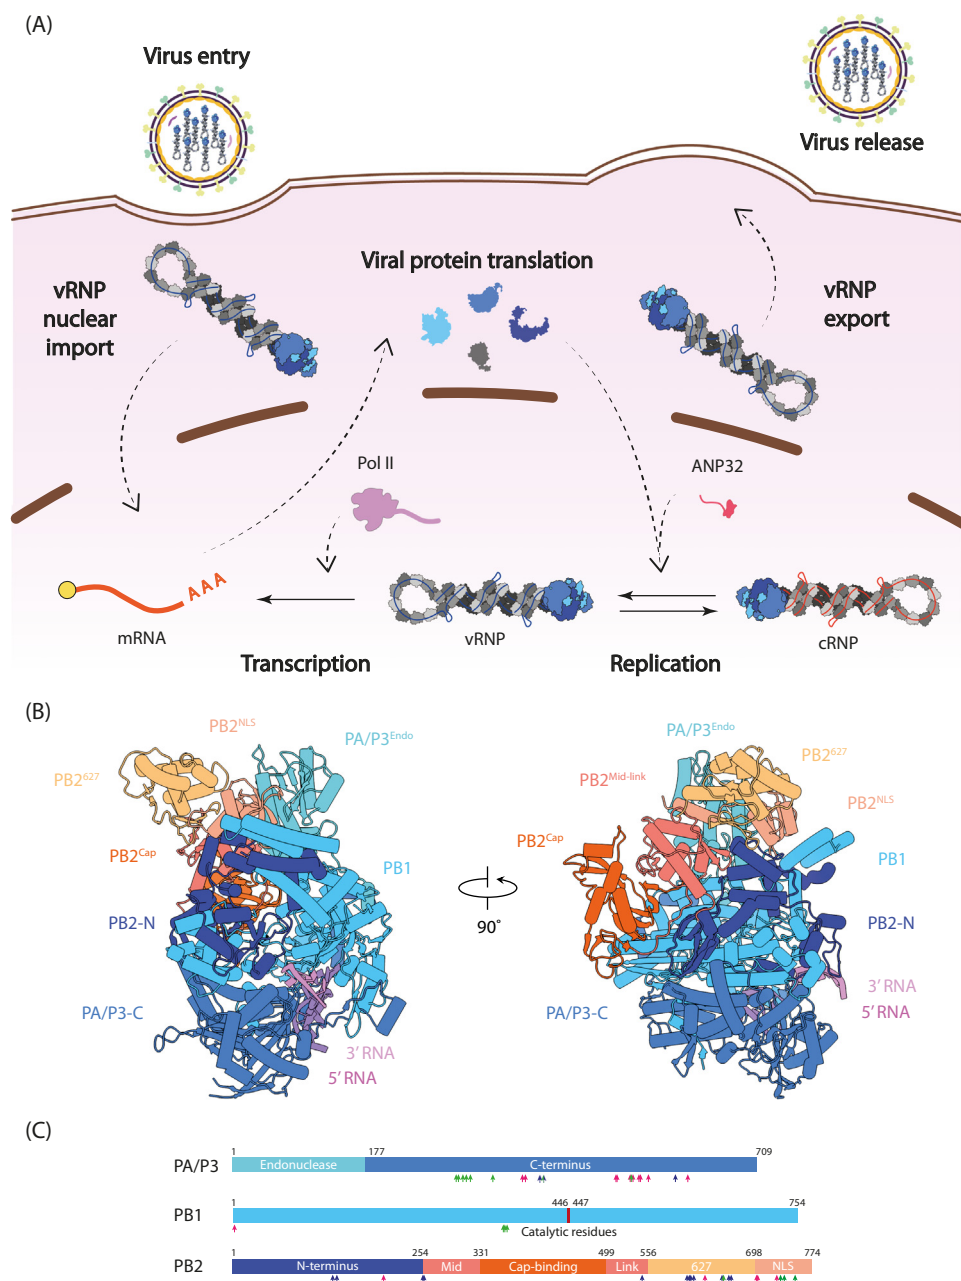 (A)
Virus entry
Virus release
Viral protein translation
vRNP
nuclear
import
vRNP
export
Pol II
ANP32
AAA
mRNA
vRNP
cRNP
Transcription
Replication
(B)
PB2NLS
PA/P3Endo
PB2627
PB2Cap
PB1
PB2-N
PA/P3-C
3′ RNA
5′ RNA
90°
PA/P3Endo
PB2627
PB2Mid-link
PB2NLS
PB2Cap
PB1
PB2-N
3′ RNA
PA/P3-C
5′ RNA
(C)
1 177 709
PA/P3 Endonuclease C-terminus
1 446 447 754
PB1
Catalytic residues
1 254 331 499 556 698 774
PB2 N-terminus Mid Cap-binding Link 627 NLS